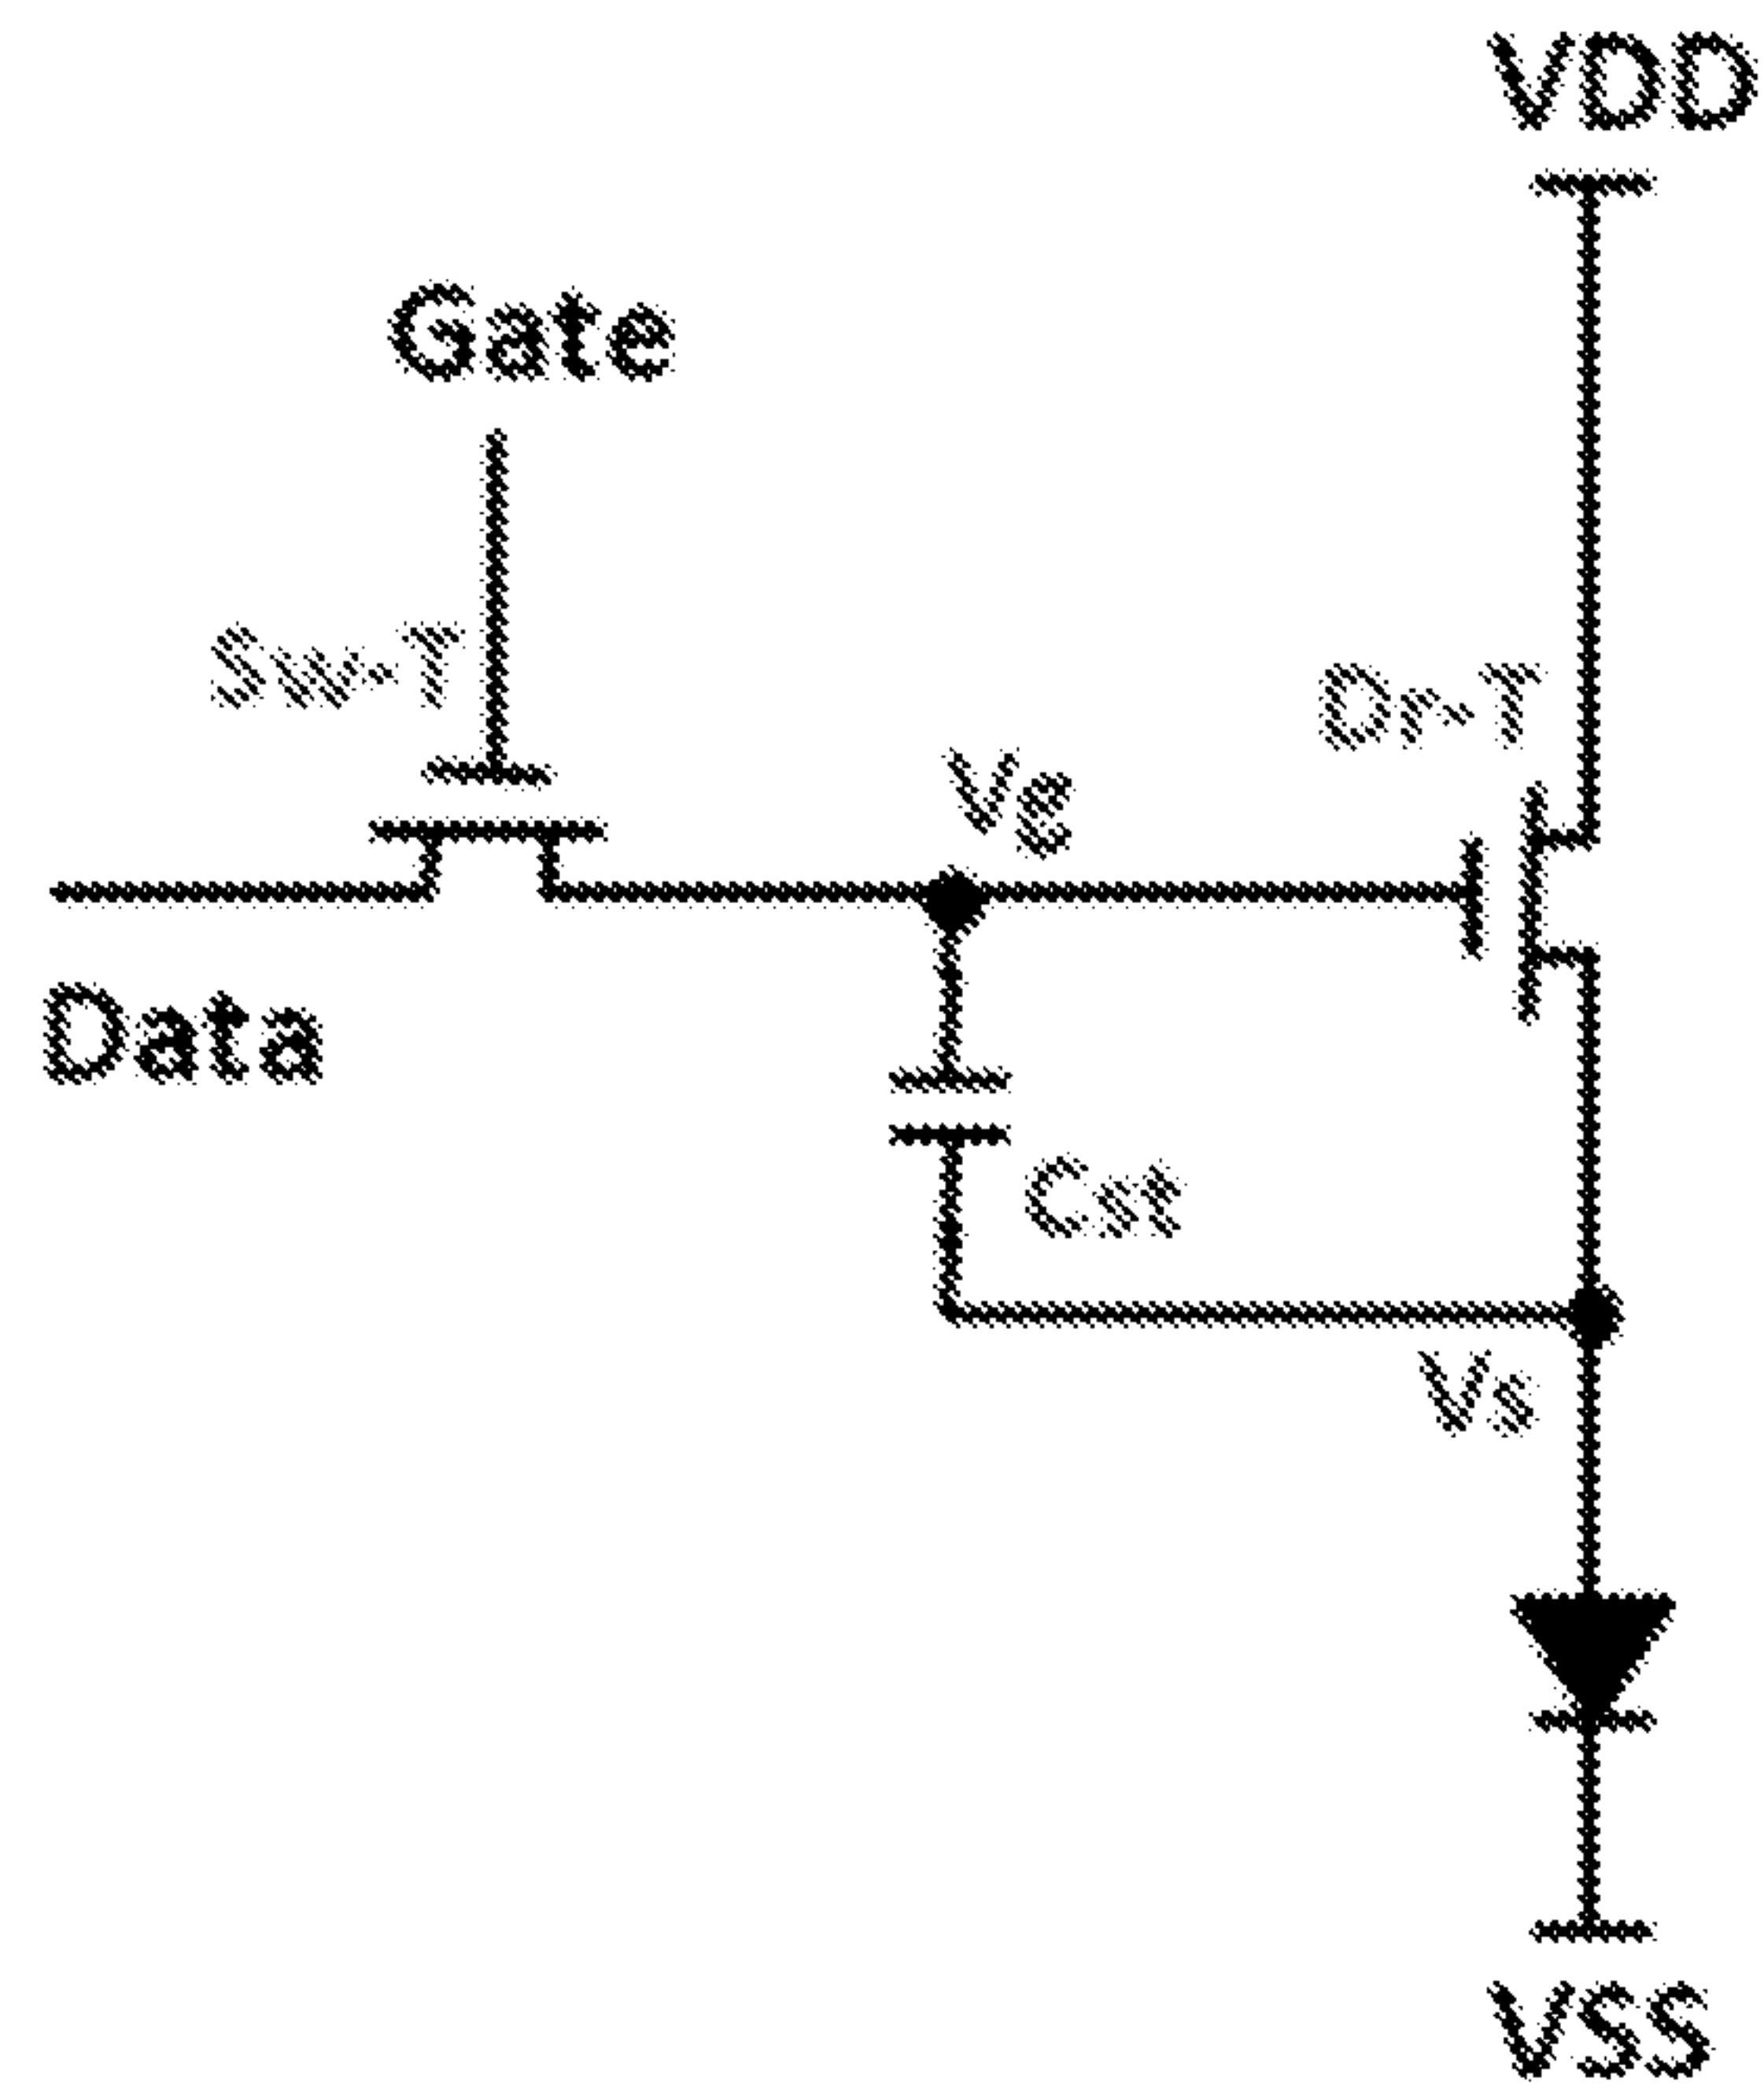 VDD
Gate
Sw-T
Dr-T
Vg
Data
Cst
Vs
VSS